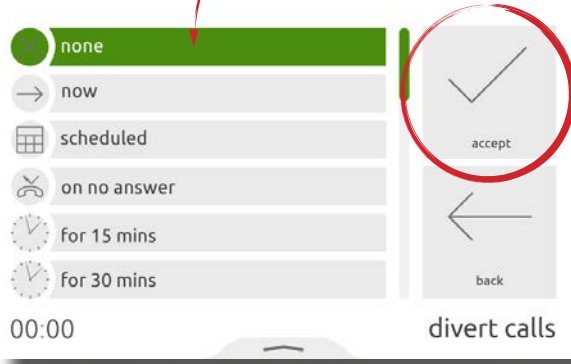 none
now
scheduled
on no answer
for 15 mins
for 30 mins
accept
back
00:00
divert calls